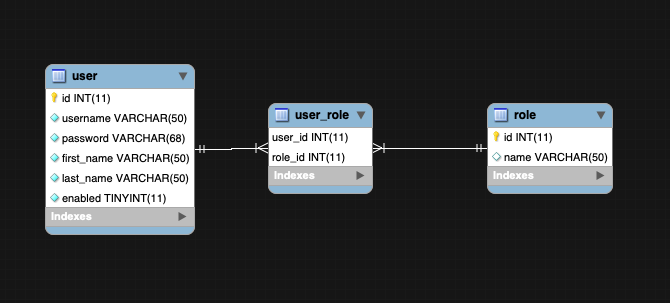 user
id INT(11)
username VARCHAR(50)
password VARCHAR(68)
first_name VARCHAR(50)
last_name VARCHAR(50)
enabled TINYINT(11)
Indexes
user_role
user_id INT(11)
role_id INT(11)
Indexes
role
id INT(11)
name VARCHAR(50)
Indexes